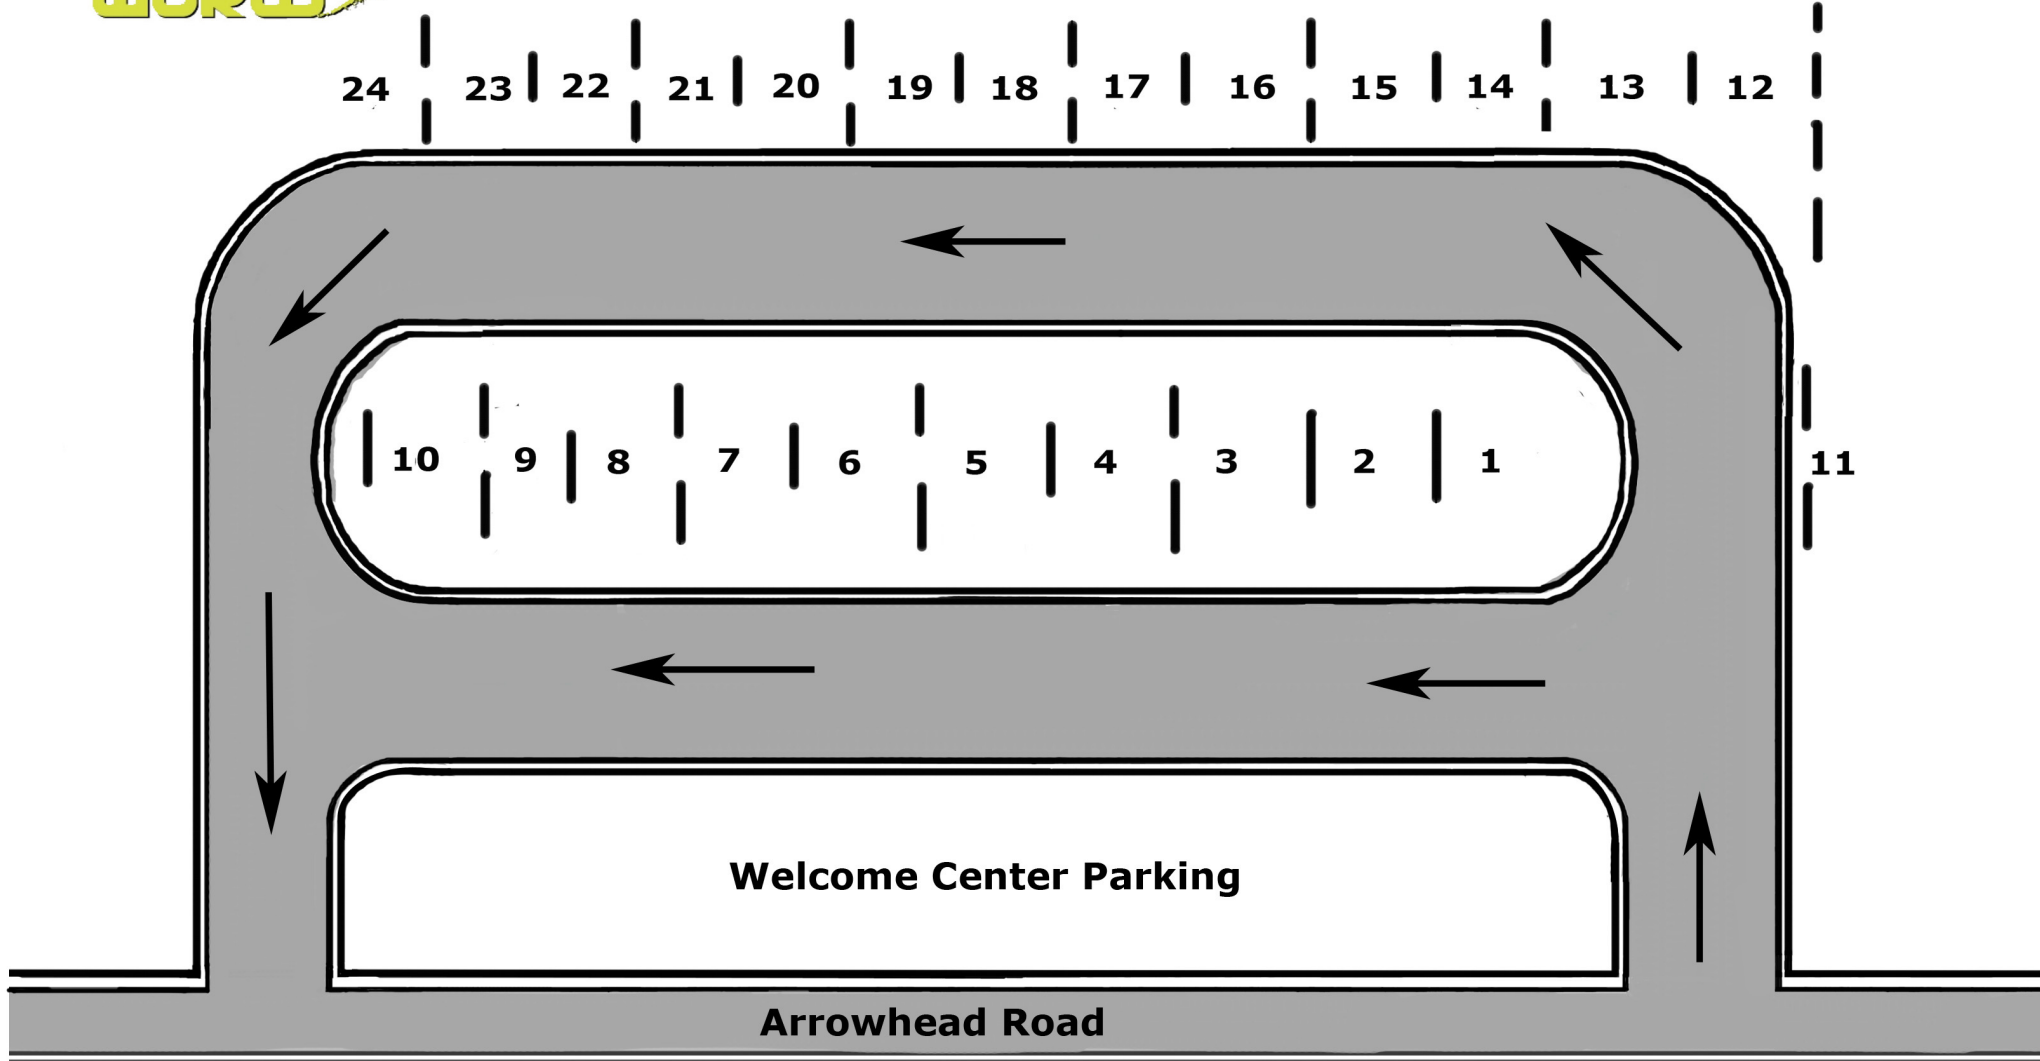 24 23 22 21 20 19 18 17 16 15 14 13 12
10 9 8 7 6 5 4 3 2 1 11
Welcome Center Parking
Arrowhead Road